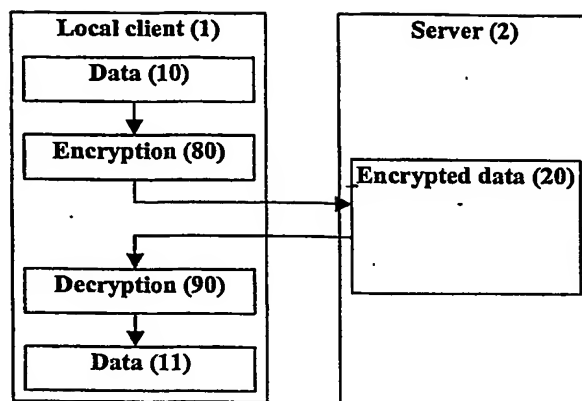 Local client (1)
Data (10)
Encryption (80)
Decryption (90)
Data (11)
Server (2)
Encrypted data (20)